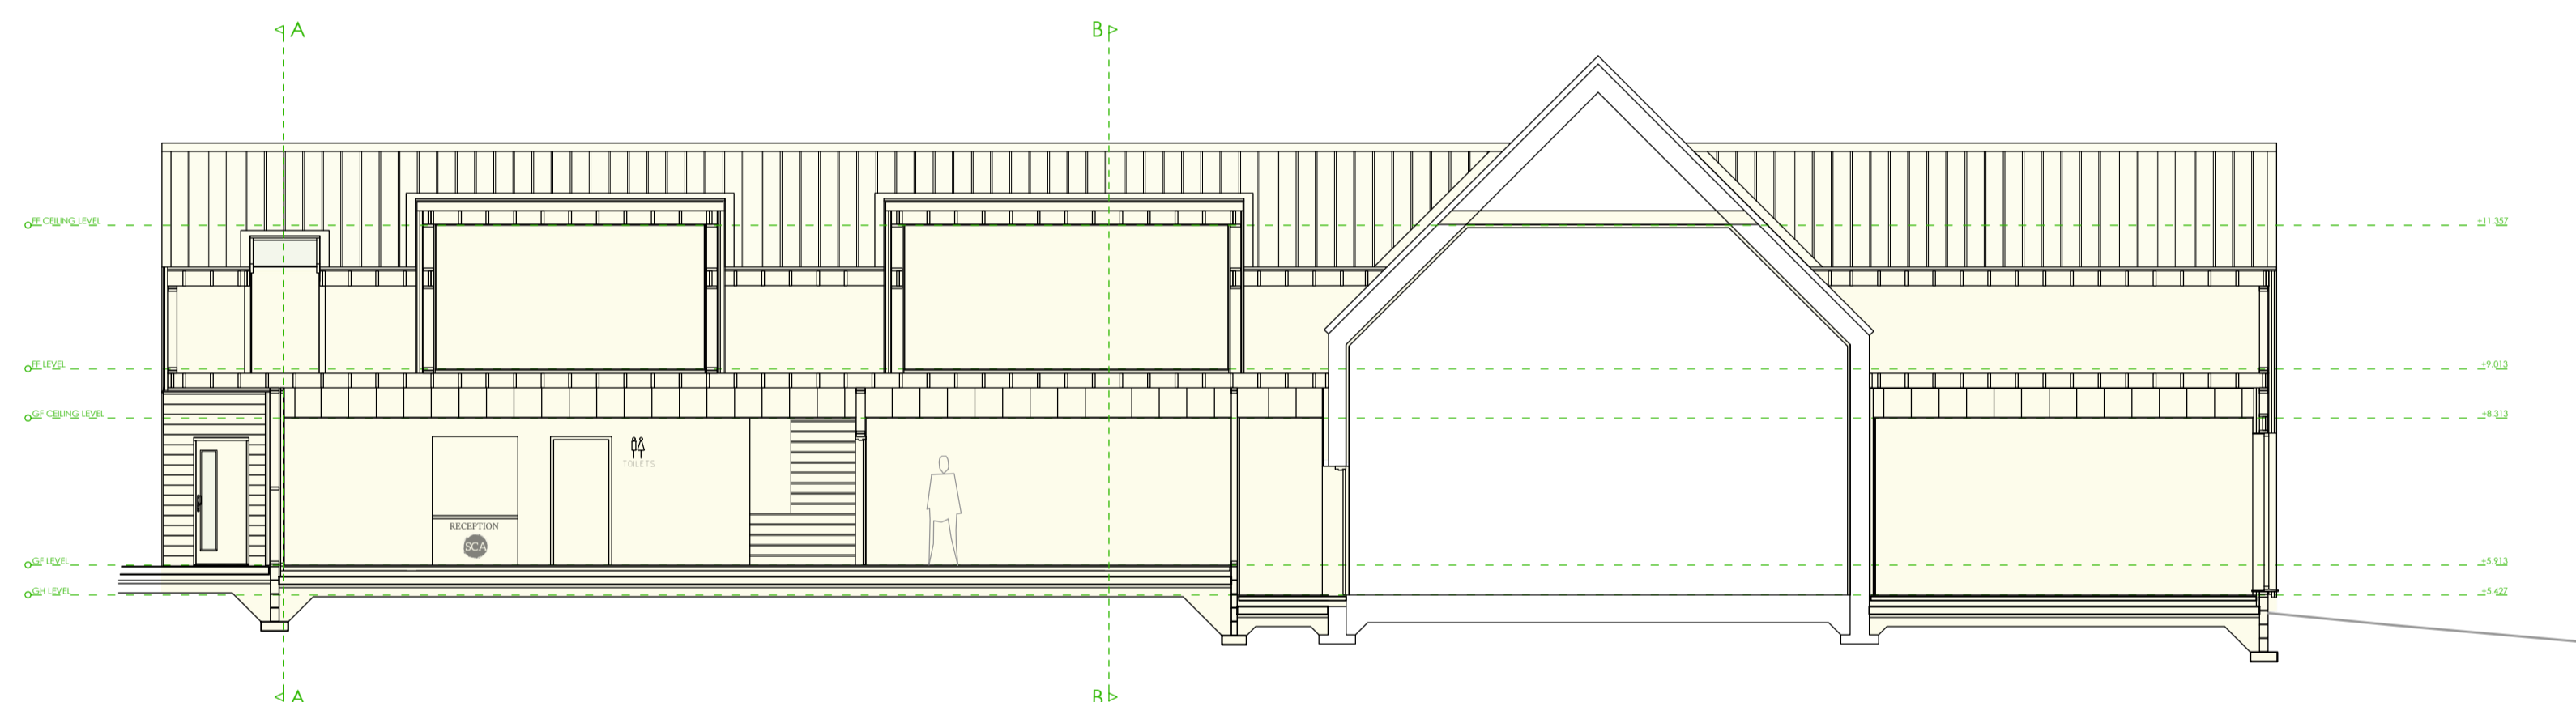 A B
FF CEILING LEVEL +11.357
FF LEVEL +9.013
GF CEILING LEVEL +8.313
TOILETS
RECEPTION
SCA
GF LEVEL +5.913
GH LEVEL +5.427
A B